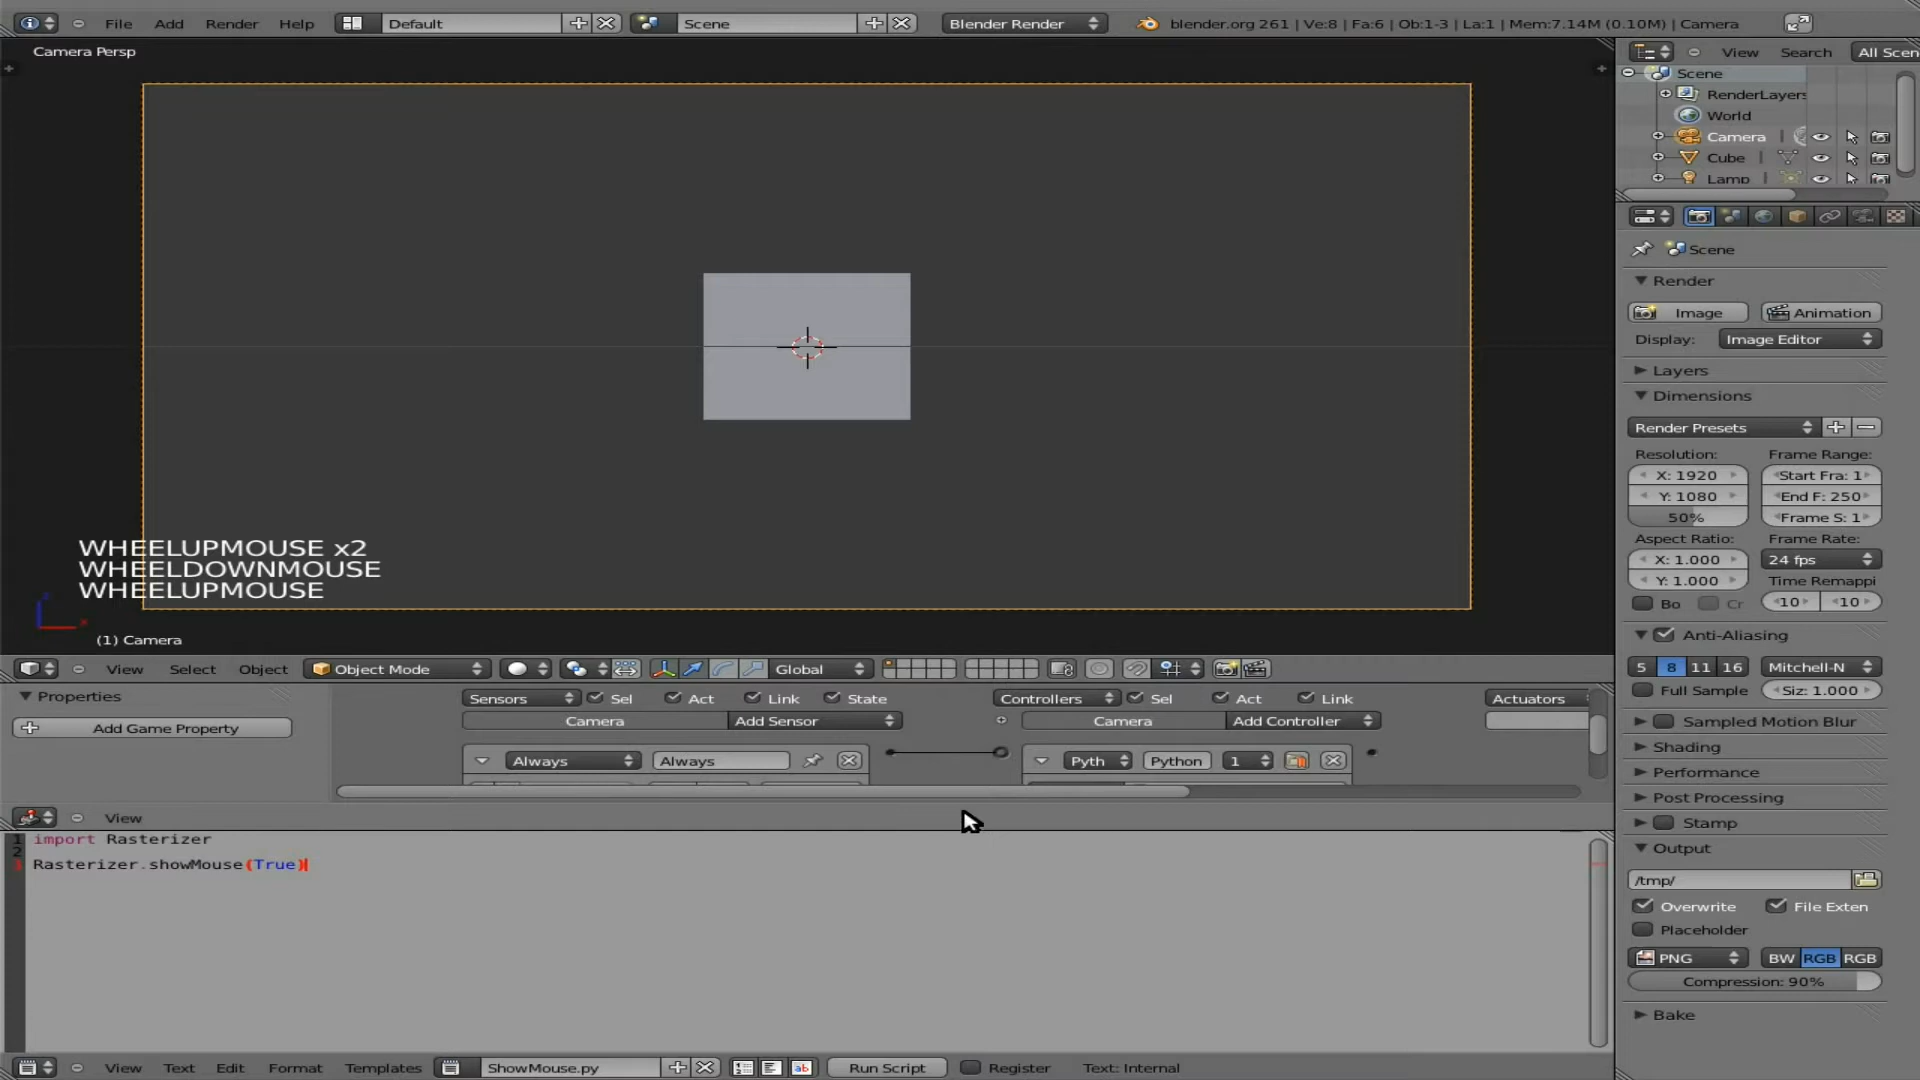 File Add Render Help Default Scene Blender Render blender.org 261 | Ve:8 | Fa:6 | Ob:1-3 | La:1 | Mem:7.14M (0.10M) | Camera
Camera Persp
View Search All Scen
Scene
RenderLayers
World
Camera
Cube
Lamp
Scene
Render
Image Animation
Display: Image Editor
Layers
Dimensions
Render Presets
Resolution: Frame Range:
X: 1920 Start Fra: 1
Y: 1080 End F: 250
50% Frame S: 1
Aspect Ratio: Frame Rate:
X: 1.000 24 fps
Y: 1.000 Time Remappi
Bo Cr 10 10
Anti-Aliasing
5 8 11 16 Mitchell-N
Full Sample Siz: 1.000
Sampled Motion Blur
Shading
Performance
Post Processing
Stamp
Output
/tmp/
Overwrite File Exten
Placeholder
PNG BW RGB RGB
Compression: 90%
Bake
WHEELUPMOUSE x2
WHEELDOWNMOUSE
WHEELUPMOUSE
(1) Camera
View Select Object Object Mode Global
Properties
Add Game Property
Sensors Sel Act Link State Controllers Sel Act Link Actuators
Camera Add Sensor Camera Add Controller
Always Always Pyth Python 1
View
1 import Rasterizer
2
3 Rasterizer.showMouse(True)
View Text Edit Format Templates ShowMouse.py Run Script Register Text: Internal